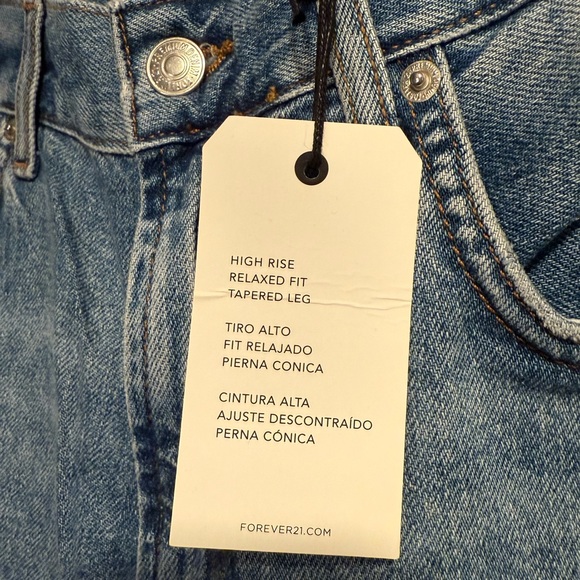 HIGH RISE
RELAXED FIT
TAPERED LEG
TIRO ALTO
FIT RELAJADO
PIERNA CONICA
CINTURA ALTA
AJUSTE DESCONTRAÍDO
PERNA CÓNICA
FOREVER21.COM